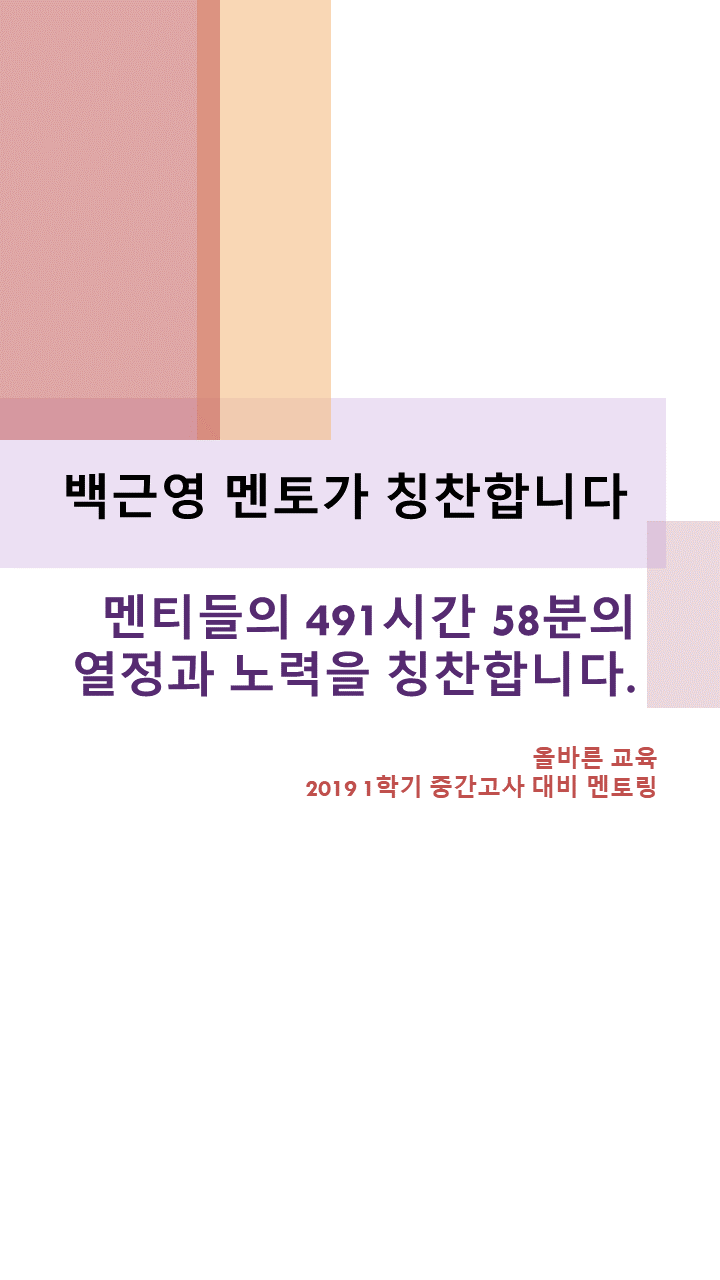 백근영 멘토가 칭찬합니다
멘티들의 491시간 58분의
열정과 노력을 칭찬합니다.
올바른 교육
2019 1학기 중간고사 대비 멘토링